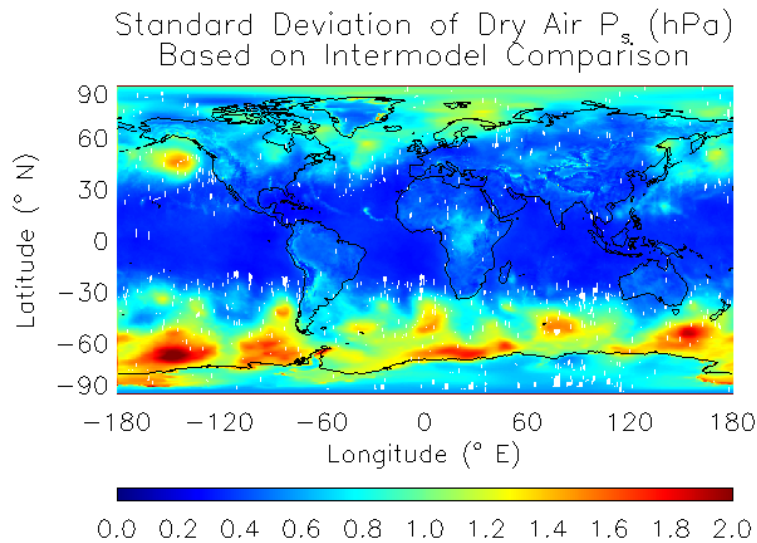 Standard Deviation of Dry Air Ps. (hPa)
Based on Intermodel Comparison
90
60
30
0
−30
−60
−90
Latitude (° N)
−180 −120 −60 0 60 120 180
Longitude (° E)
0.0 0.2 0.4 0.6 0.8 1.0 1.2 1.4 1.6 1.8 2.0